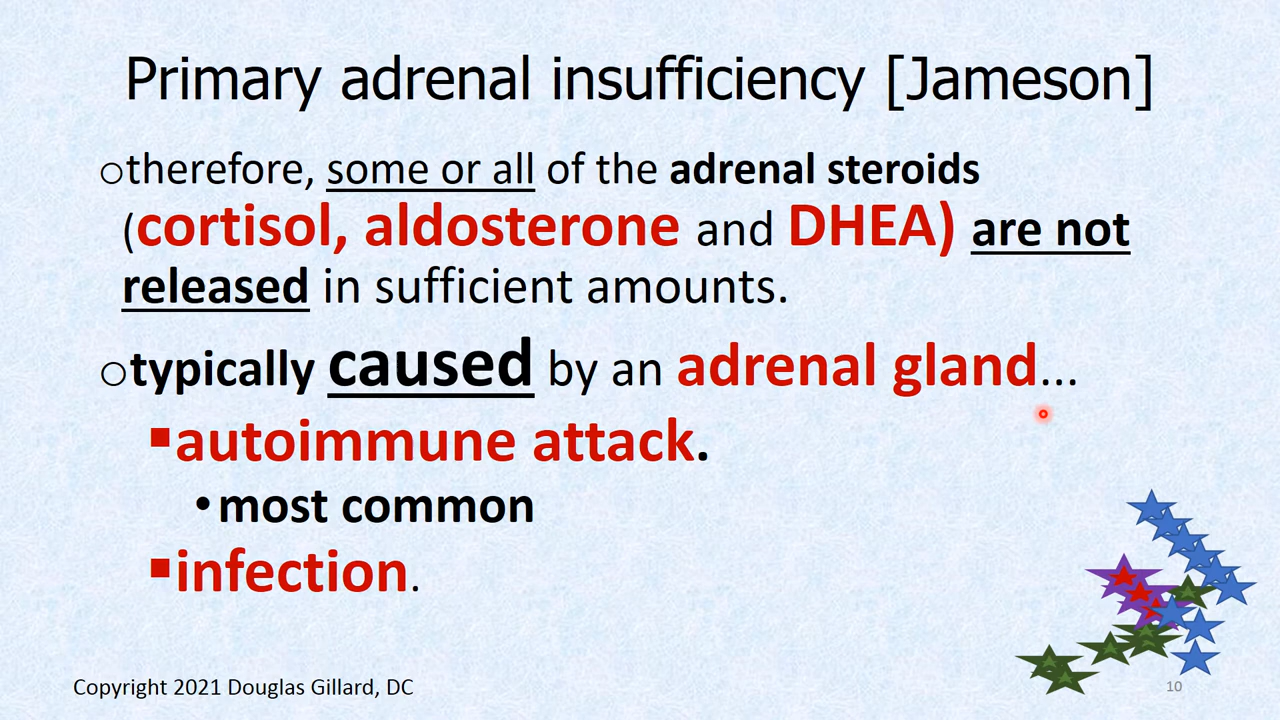 Primary adrenal insufficiency [Jameson]
○therefore, some or all of the adrenal steroids
(cortisol, aldosterone and DHEA) are not
released in sufficient amounts.
○typically caused by an adrenal gland...
▪autoimmune attack.
•most common
▪infection.
Copyright 2021 Douglas Gillard, DC
10